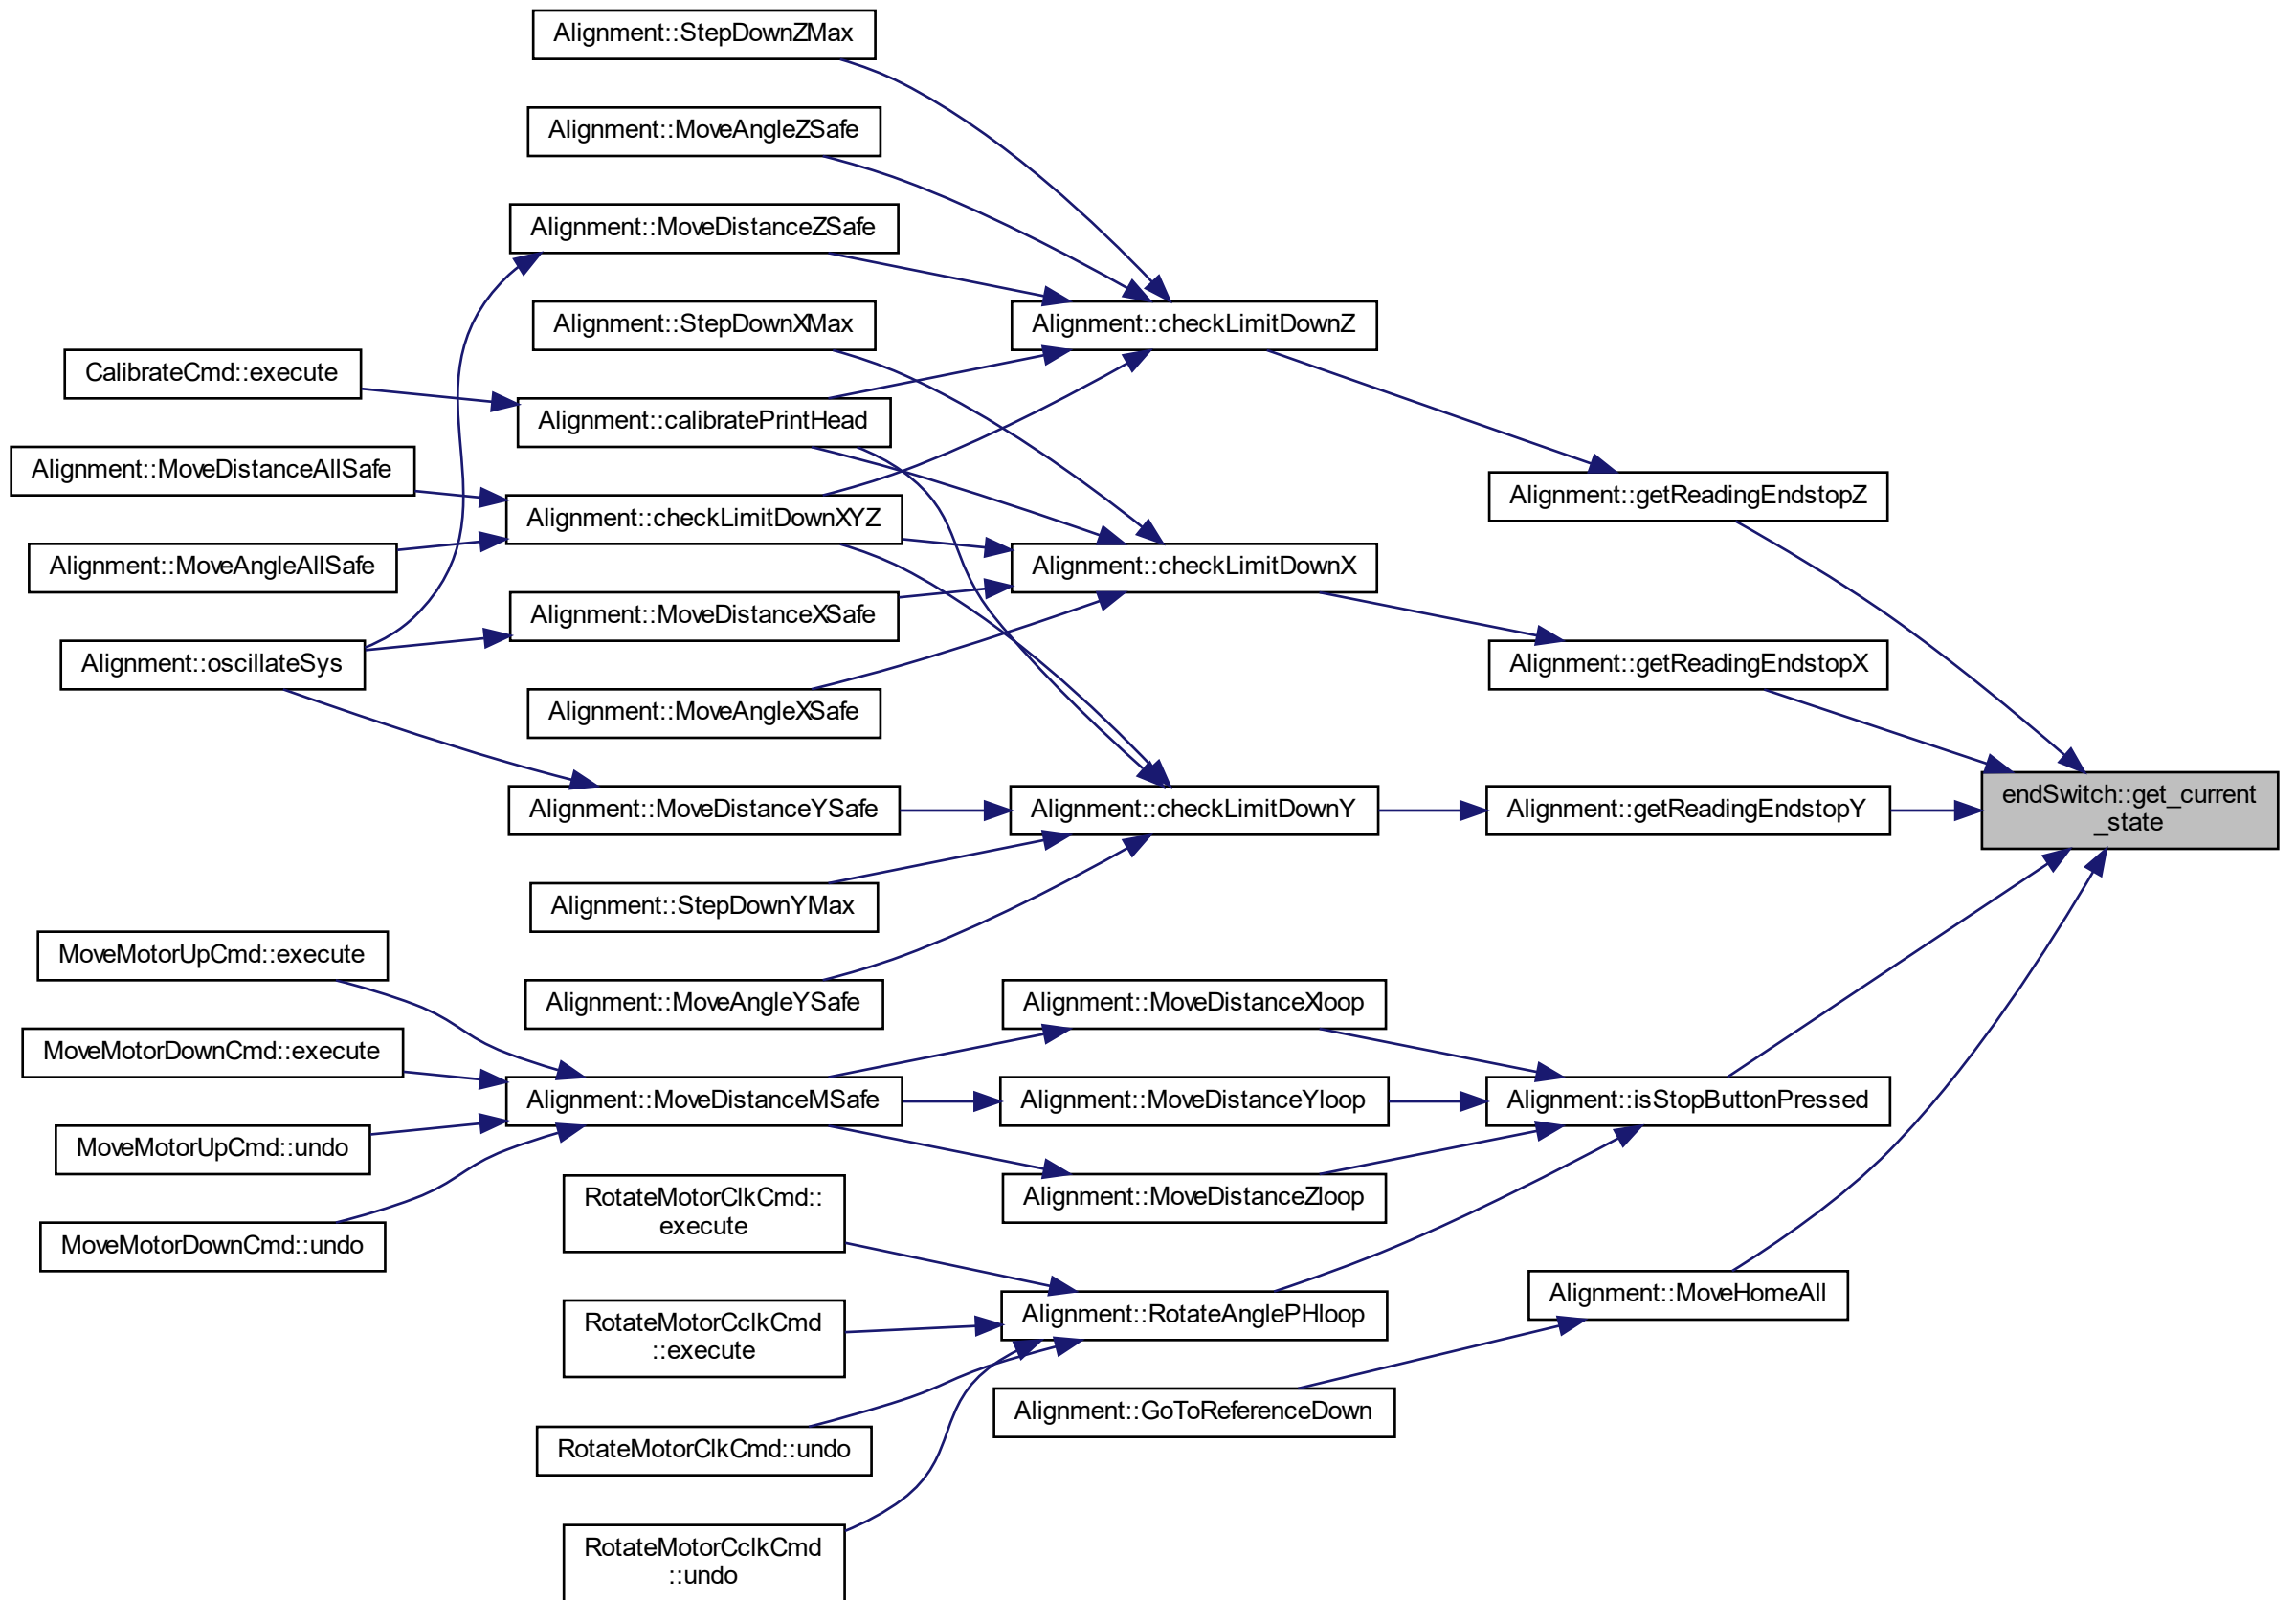 Alignment::StepDownZMax
Alignment::MoveAngleZSafe
Alignment::MoveDistanceZSafe
Alignment::StepDownXMax
Alignment::checkLimitDownZ
CalibrateCmd::execute
Alignment::calibratePrintHead
Alignment::MoveDistanceAllSafe
Alignment::checkLimitDownXYZ
Alignment::getReadingEndstopZ
Alignment::MoveAngleAllSafe
Alignment::checkLimitDownX
Alignment::MoveDistanceXSafe
Alignment::oscillateSys
Alignment::getReadingEndstopX
Alignment::MoveAngleXSafe
Alignment::MoveDistanceYSafe
Alignment::checkLimitDownY
Alignment::getReadingEndstopY
endSwitch::get_current
_state
Alignment::StepDownYMax
MoveMotorUpCmd::execute
Alignment::MoveAngleYSafe
Alignment::MoveDistanceXloop
MoveMotorDownCmd::execute
Alignment::MoveDistanceMSafe
Alignment::MoveDistanceYloop
Alignment::isStopButtonPressed
MoveMotorUpCmd::undo
Alignment::MoveDistanceZloop
RotateMotorClkCmd::
execute
MoveMotorDownCmd::undo
Alignment::MoveHomeAll
RotateMotorCclkCmd
::execute
Alignment::RotateAnglePHloop
Alignment::GoToReferenceDown
RotateMotorClkCmd::undo
RotateMotorCclkCmd
::undo